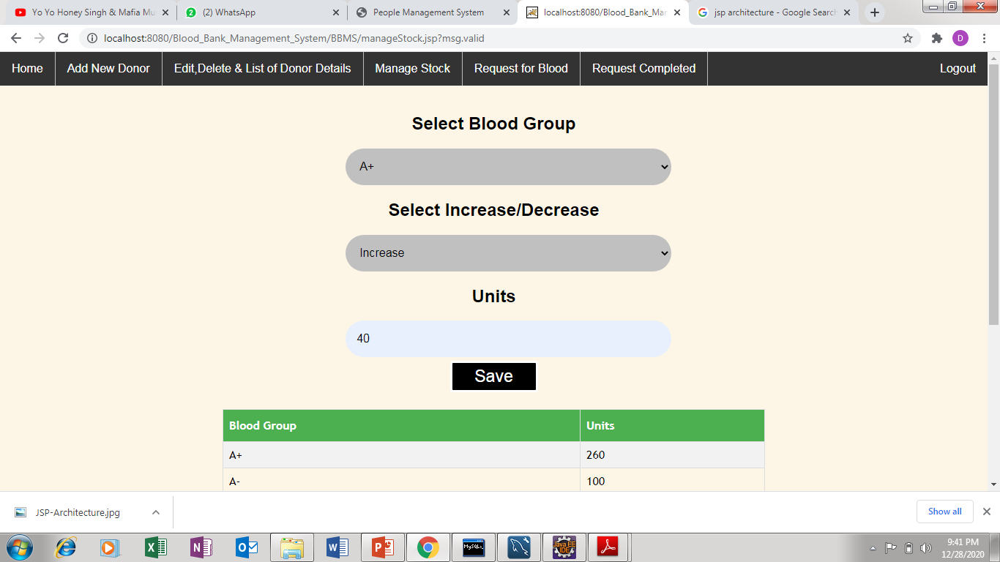 Yo Yo Honey Singh & Mafia Mu
(2) WhatsApp
People Management System
localhost:8080/Blood_Bank_Mar
jsp architecture - Google Search
localhost:8080/Blood_Bank_Management_System/BBMS/manageStock.jsp?msg.valid
D
Home
Add New Donor
Edit,Delete & List of Donor Details
Manage Stock
Request for Blood
Request Completed
Logout
Select Blood Group
A+
Select Increase/Decrease
Increase
Units
40
Save
Blood Group Units
A+ 260
A- 100
JSP-Architecture.jpg
Show all
MySQL
Java EE
IDE
9:41 PM
12/28/2020